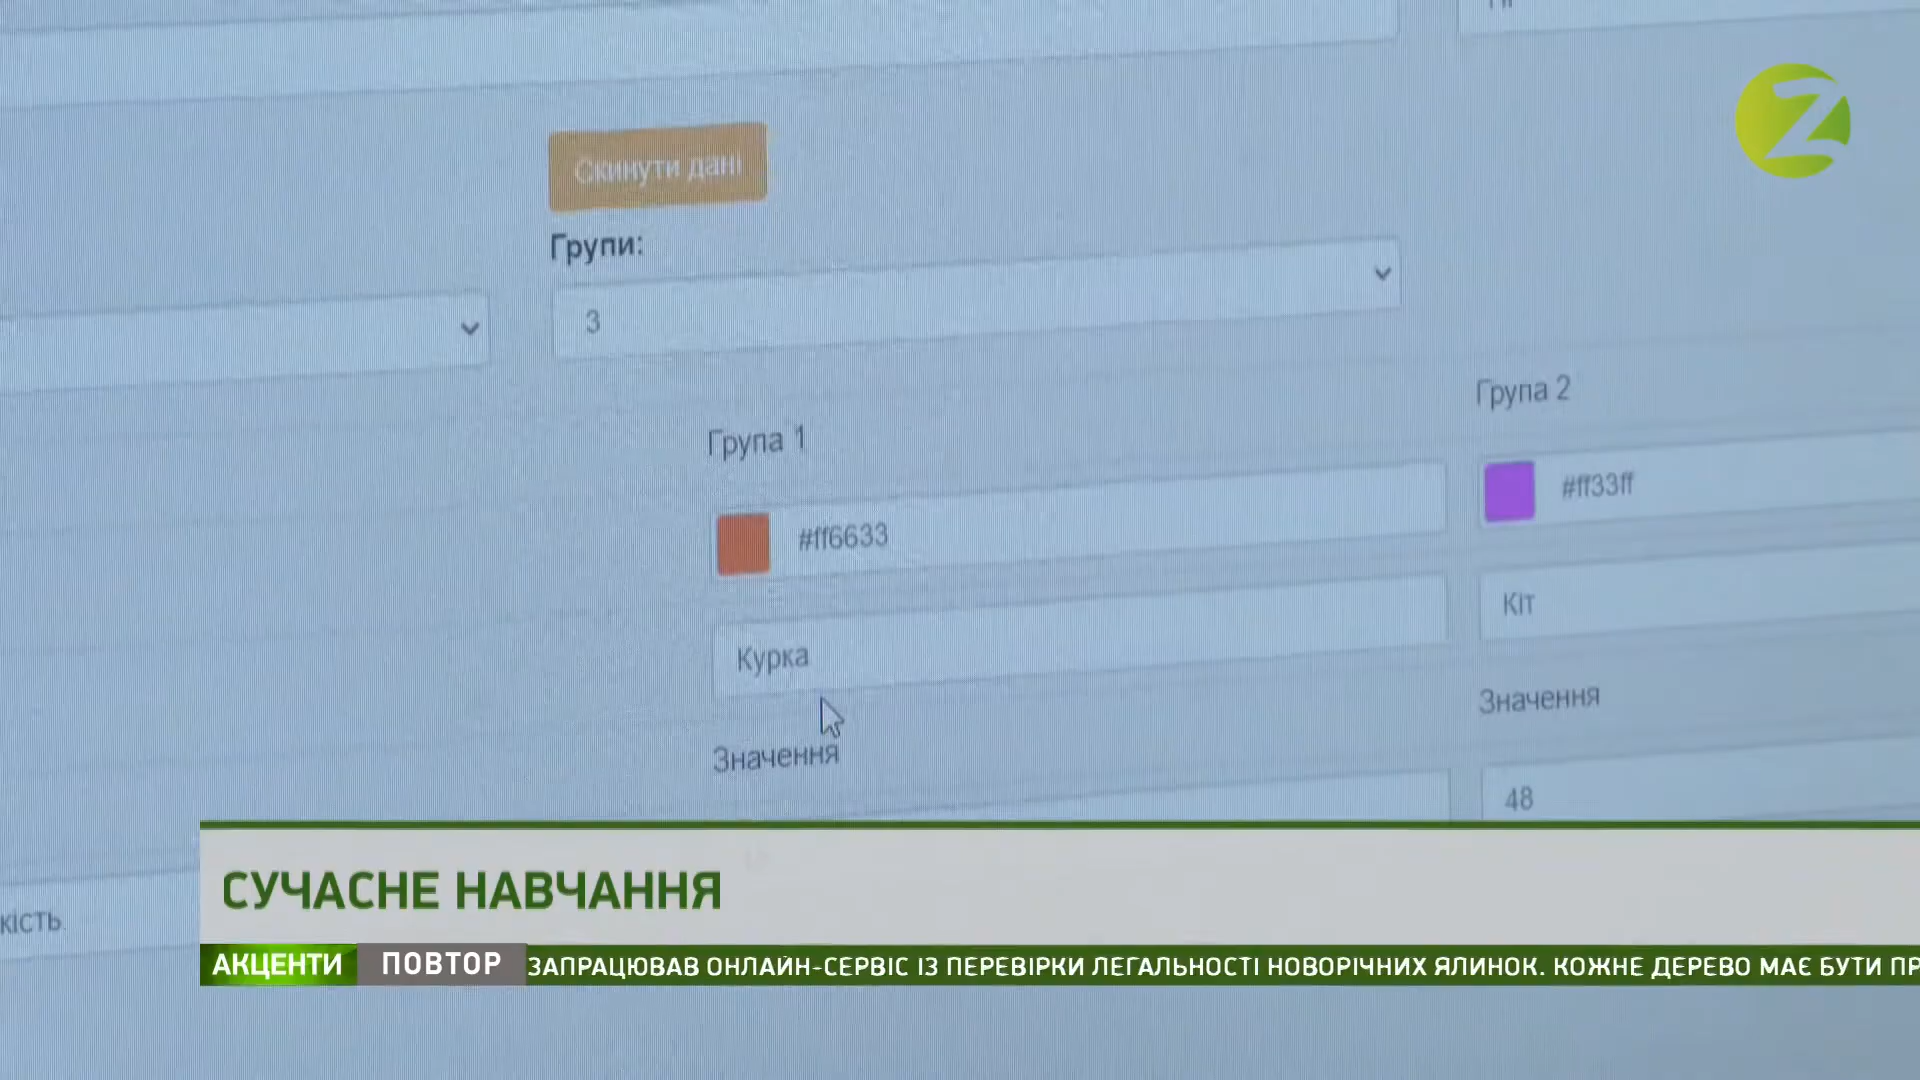 Скинути дані
Групи:
3
Група 1
Група 2
#ff6633
#ff33ff
Курка
Кіт
Значення
Значення
48
кість
СУЧАСНЕ НАВЧАННЯ
АКЦЕНТИ
ПОВТОР
ЗАПРАЦЮВАВ ОНЛАЙН-СЕРВІС ІЗ ПЕРЕВІРКИ ЛЕГАЛЬНОСТІ НОВОРІЧНИХ ЯЛИНОК. КОЖНЕ ДЕРЕВО МАЄ БУТИ ПР